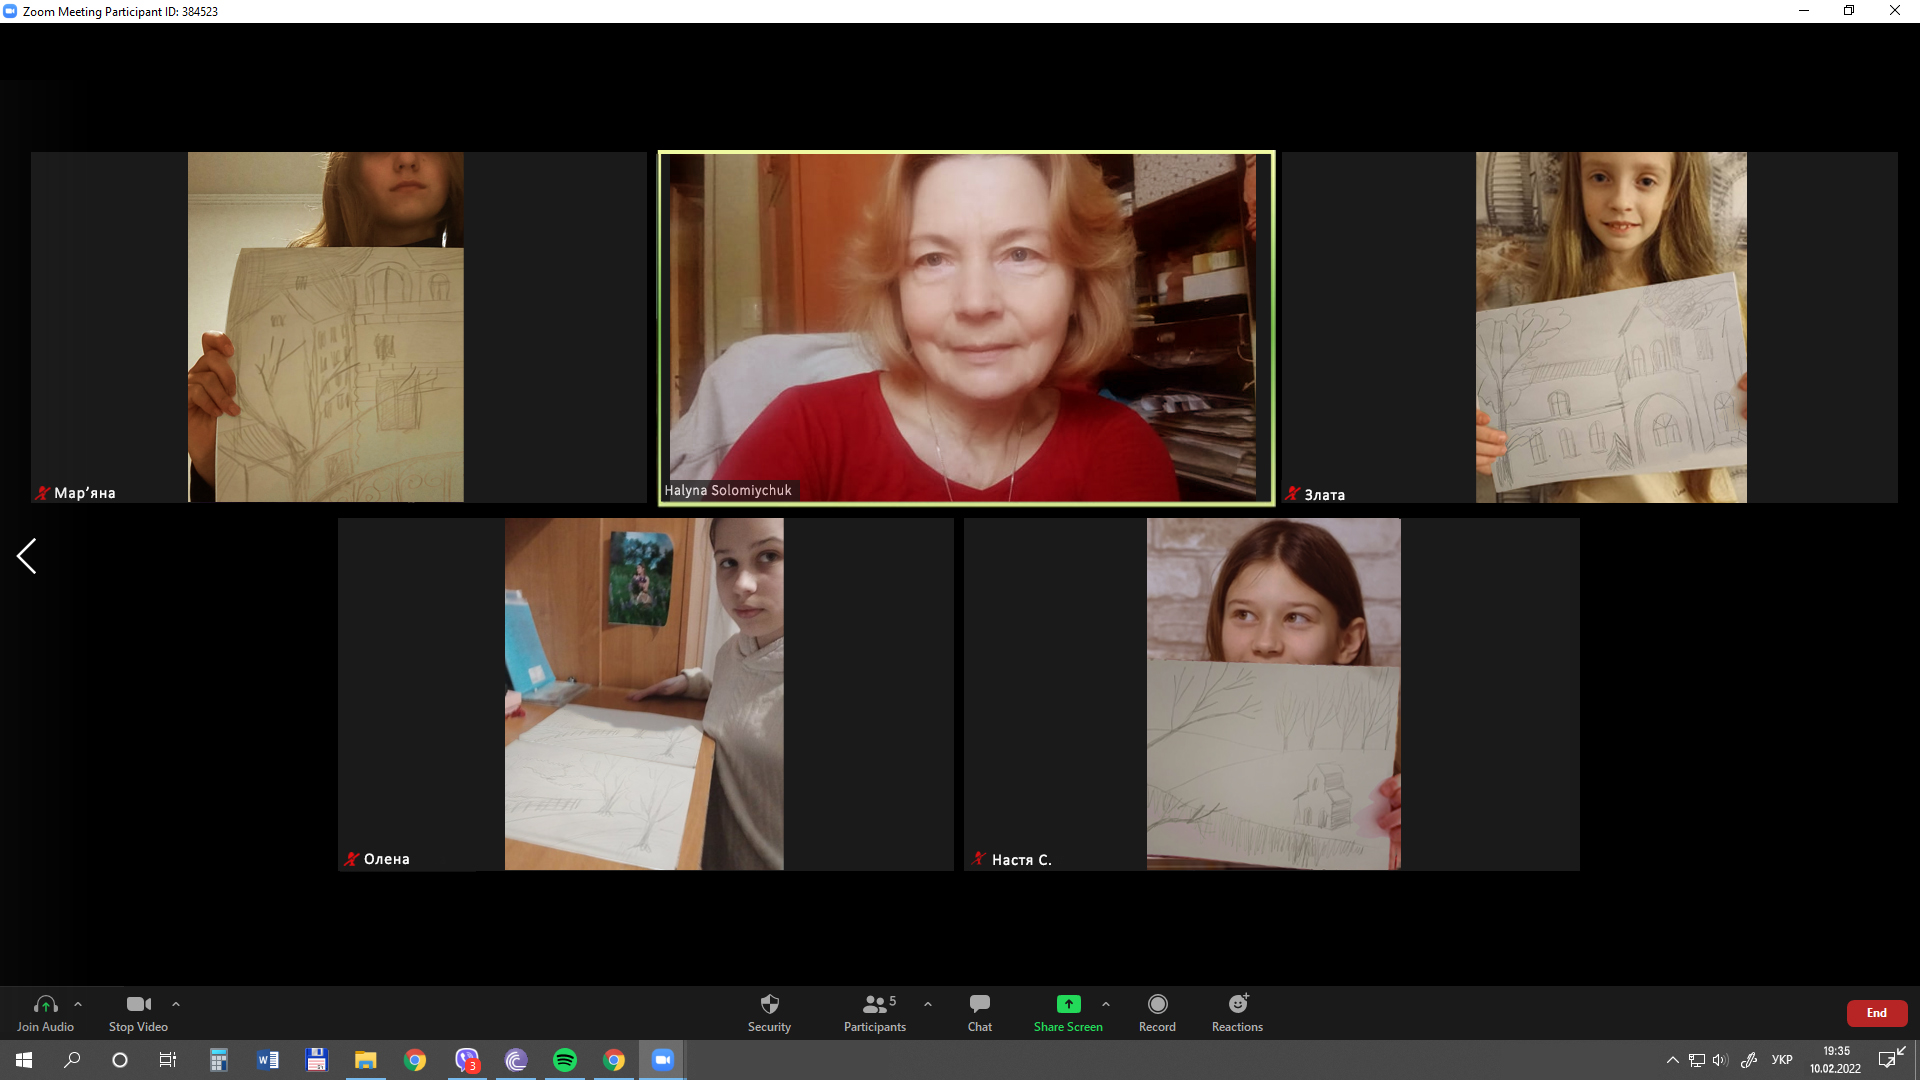 Zoom Meeting Participant ID: 384523
Мар’яна
Halyna Solomiychuk
Злата
Олена
Настя С.
Join Audio
Stop Video
Security
5
Participants
Chat
Share Screen
Record
Reactions
End
W
3
УКР
19:35
10.02.2022